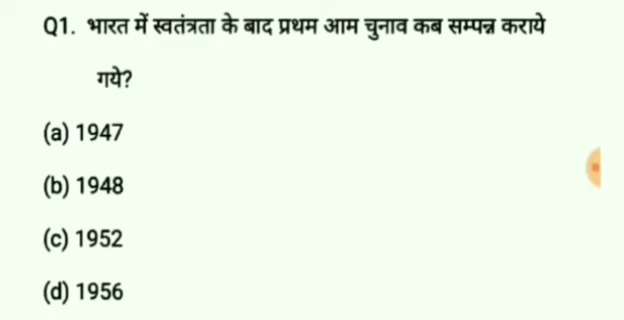 Q1. भारत में स्वतंत्रता के बाद प्रथम आम चुनाव कब सम्पन्न कराये
गये?
(a) 1947
(b) 1948
(c) 1952
(d) 1956